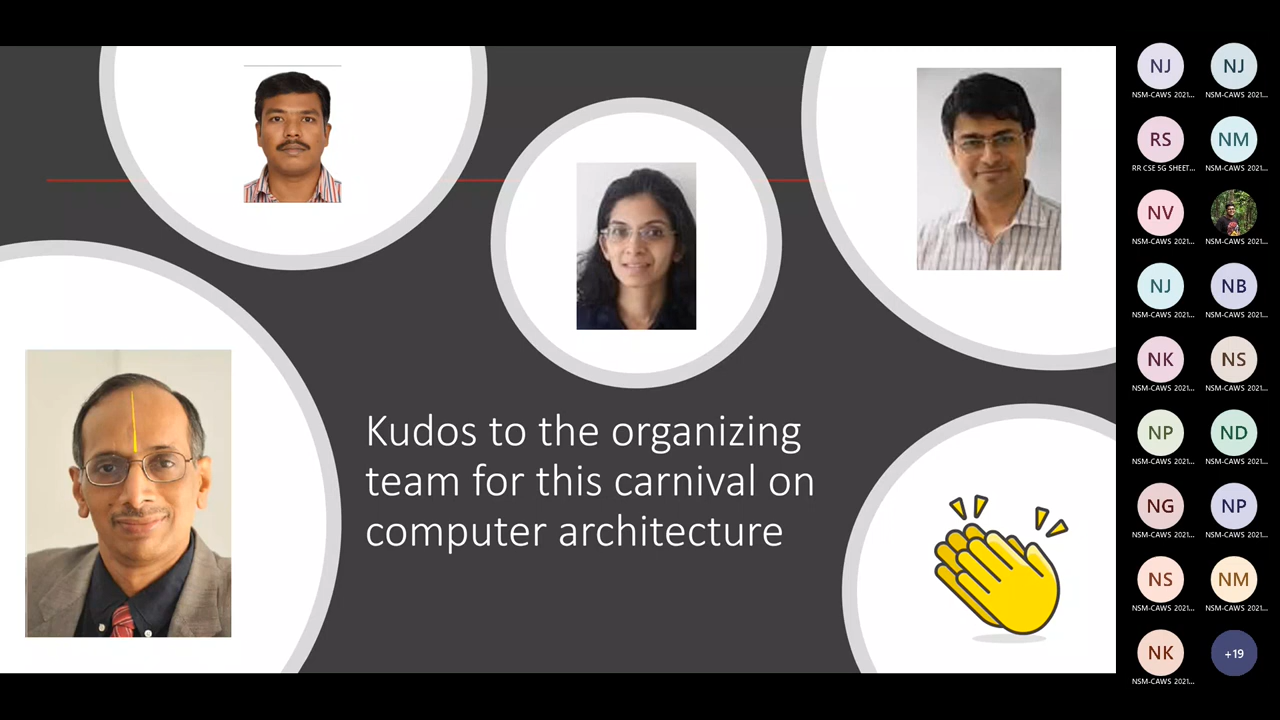 Kudos to the organizing
team for this carnival on
computer architecture
NJ
NSM-CAWS 2021...
NJ
NSM-CAWS 2021...
RS
RR CSE 5G SHEET...
NM
NSM-CAWS 2021...
NV
NSM-CAWS 2021...
NSM-CAWS 2021...
NJ
NSM-CAWS 2021...
NB
NSM-CAWS 2021...
NK
NSM-CAWS 2021...
NS
NSM-CAWS 2021...
NP
NSM-CAWS 2021...
ND
NSM-CAWS 2021...
NG
NSM-CAWS 2021...
NP
NSM-CAWS 2021...
NS
NSM-CAWS 2021...
NM
NSM-CAWS 2021...
NK
NSM-CAWS 2021...
+19